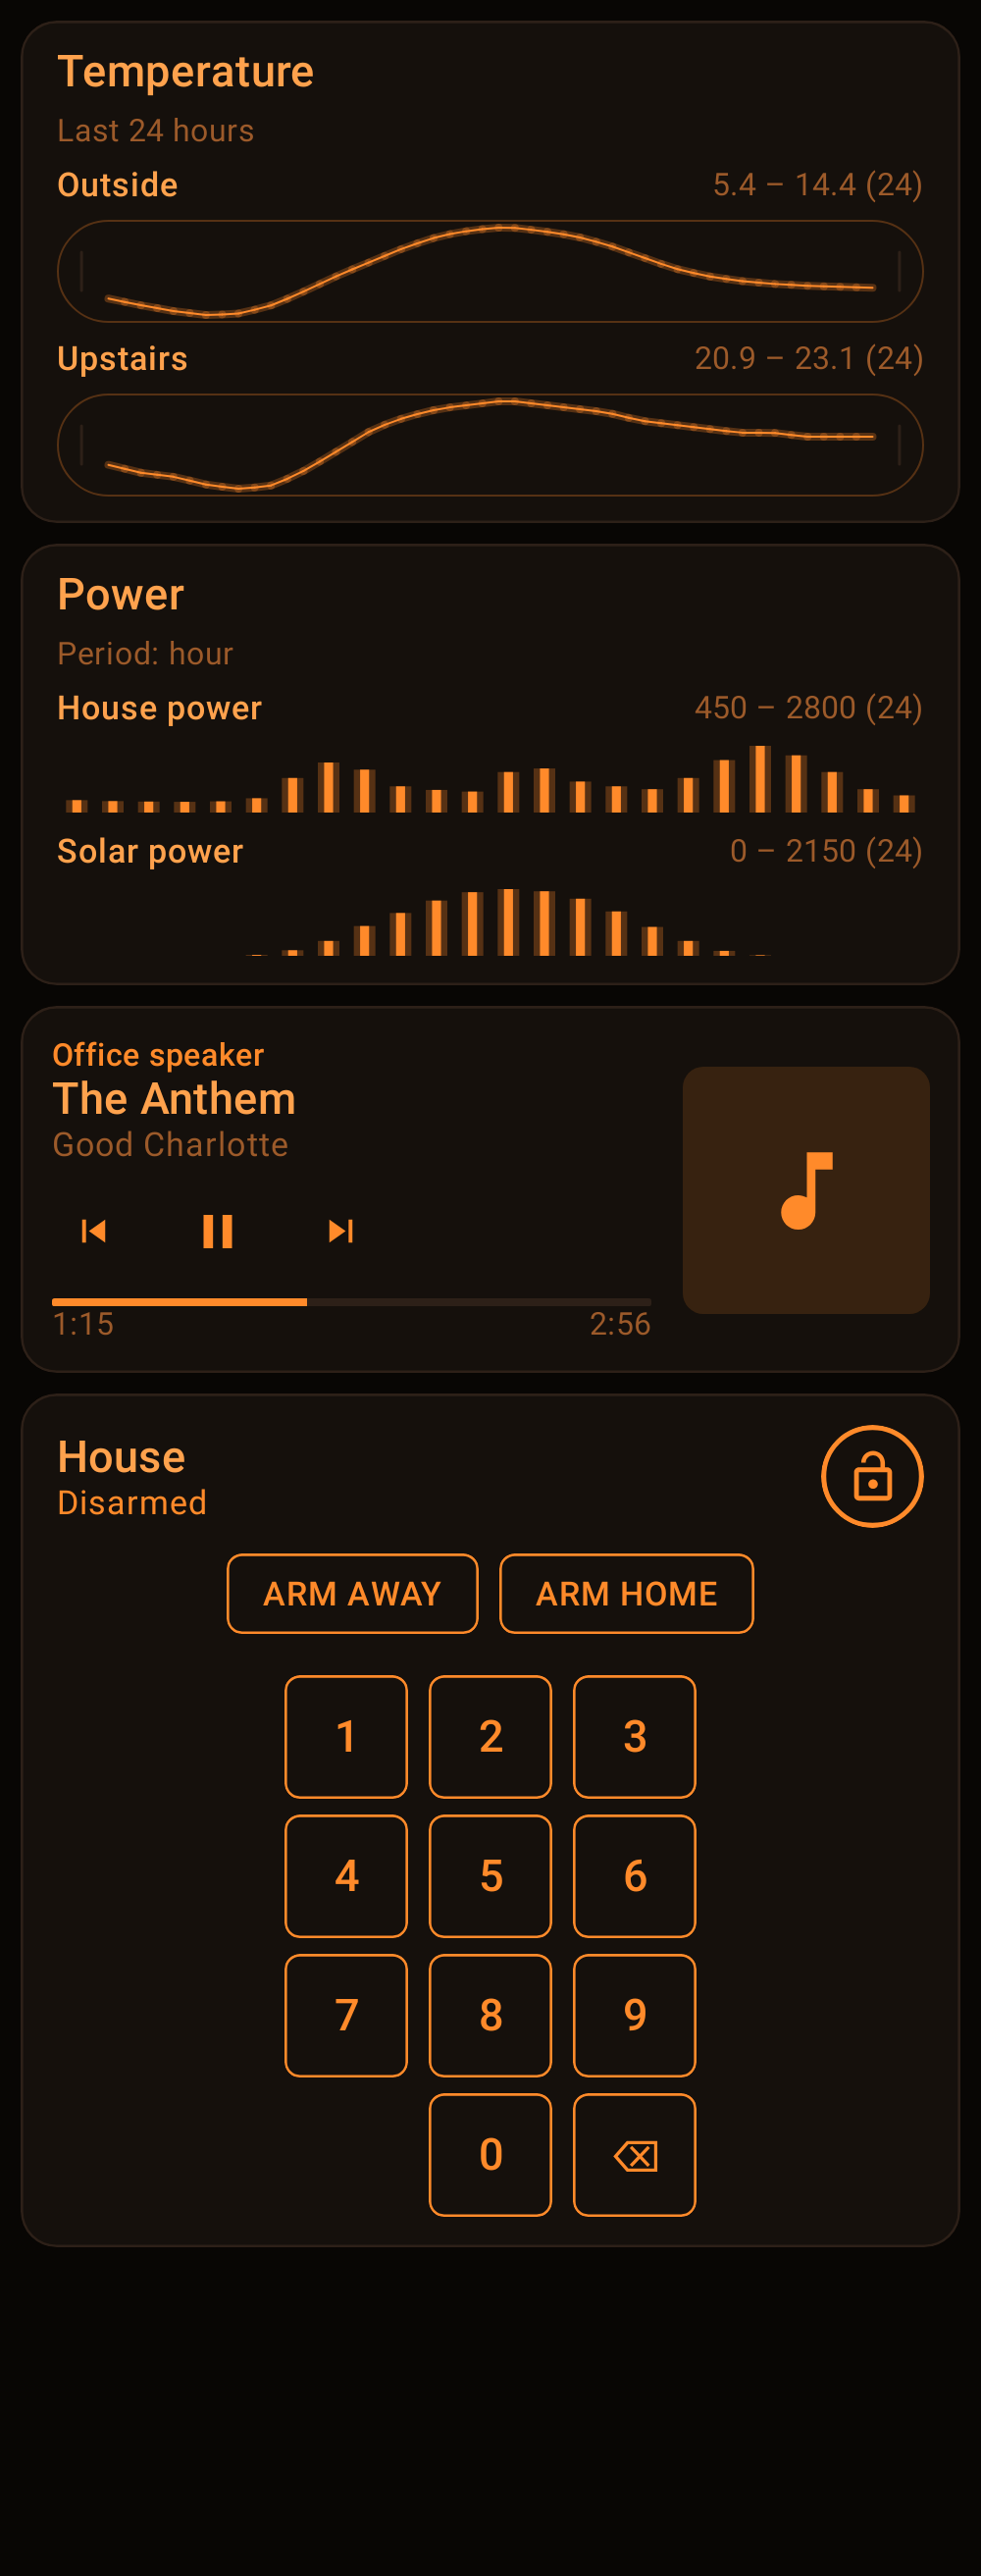 Temperature
Last 24 hours
Outside 5.4 – 14.4 (24)
Upstairs 20.9 – 23.1 (24)
Power
Period: hour
House power 450 – 2800 (24)
Solar power 0 – 2150 (24)
Office speaker
The Anthem
Good Charlotte
1:15 2:56
House
Disarmed
ARM AWAY ARM HOME
1 2 3
4 5 6
7 8 9
0